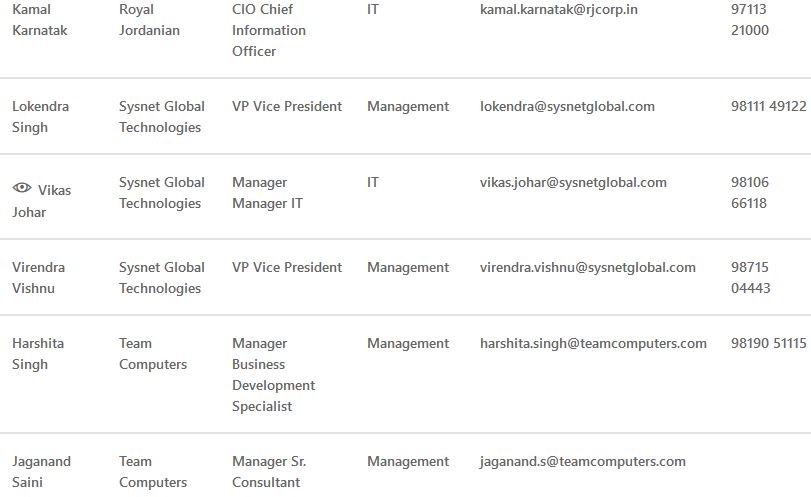 Kamal Karnatak Royal Jordanian CIO Chief Information Officer IT kamal.karnatak@rjcorp.in 97113 21000
Lokendra Singh Sysnet Global Technologies VP Vice President Management lokendra@sysnetglobal.com 98111 49122
Vikas Johar Sysnet Global Technologies Manager Manager IT IT vikas.johar@sysnetglobal.com 98106 66118
Virendra Vishnu Sysnet Global Technologies VP Vice President Management virendra.vishnu@sysnetglobal.com 98715 04443
Harshita Singh Team Computers Manager Business Development Specialist Management harshita.singh@teamcomputers.com 98190 51115
Jaganand Saini Team Computers Manager Sr. Consultant Management jaganand.s@teamcomputers.com